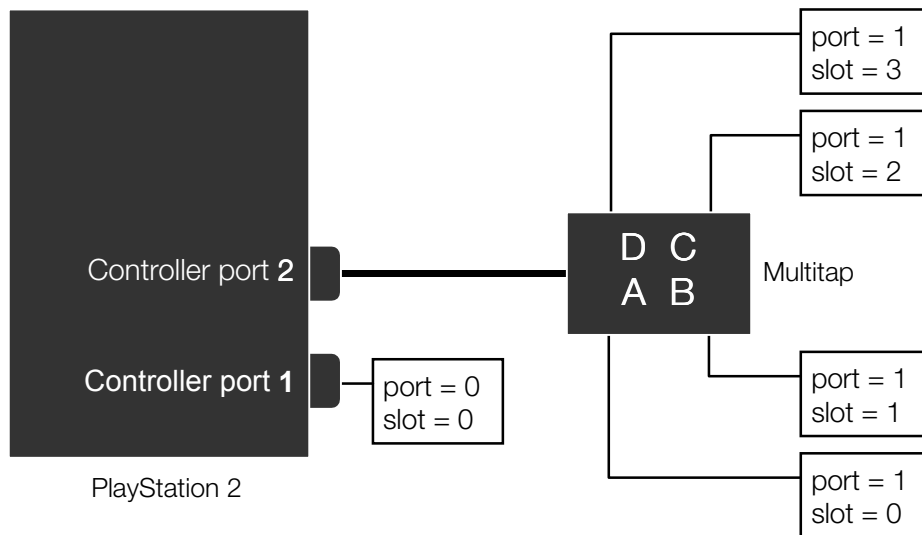 port = 1
slot = 3
port = 1
slot = 2
D C
A B
Multitap
Controller port 2
Controller port 1
port = 0
slot = 0
port = 1
slot = 1
port = 1
slot = 0
PlayStation 2